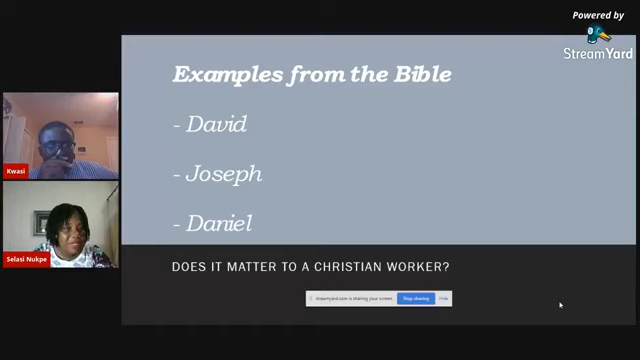 Powered by
StreamYard
Examples from the Bible
- David
- Joseph
- Daniel
Kwasi
Selasi Nukpe
DOES IT MATTER TO A CHRISTIAN WORKER?
streamyard.com is sharing your screen.
Stop sharing
Hide